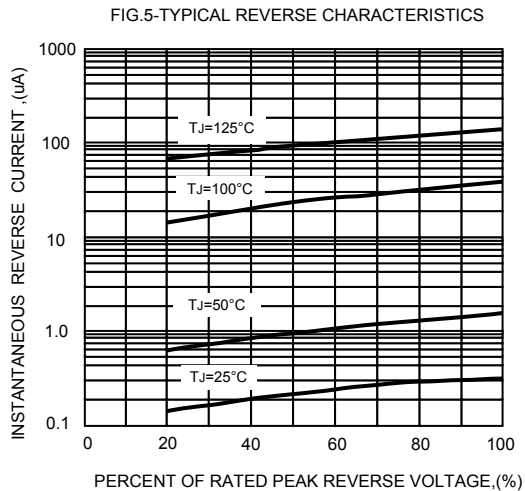 FIG.5-TYPICAL REVERSE CHARACTERISTICS
INSTANTANEOUS REVERSE CURRENT ,(uA)
1000
100
10
1.0
0.1
TJ=125°C
TJ=100°C
TJ=50°C
TJ=25°C
0 20 40 60 80 100
PERCENT OF RATED PEAK REVERSE VOLTAGE,(%)